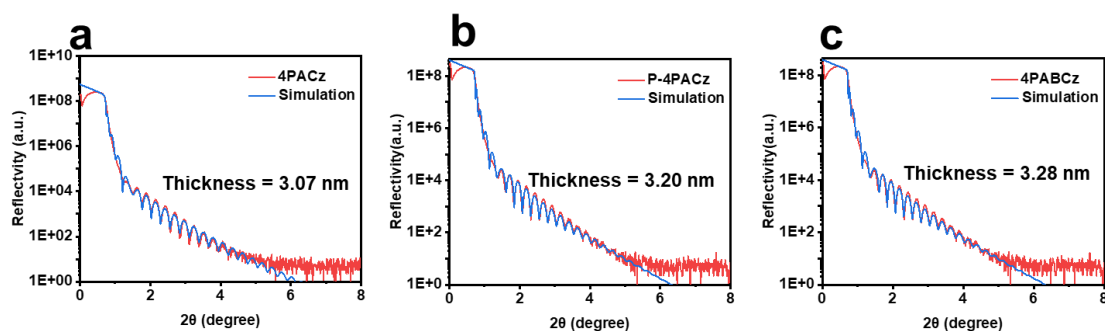 a
1E+10
1E+08
1E+06
1E+04
1E+02
1E+00
Reflectivity (a.u.)
4PACz
Simulation
Thickness = 3.07 nm
0 2 4 6 8
2θ (degree)
b
1E+8
1E+6
1E+4
1E+2
1E+0
Reflectivity(a.u.)
P-4PACz
Simulation
Thickness = 3.20 nm
0 2 4 6 8
2θ (degree)
c
1E+8
1E+6
1E+4
1E+2
1E+0
Reflectivity (a.u.)
4PABCz
Simulation
Thickness = 3.28 nm
0 2 4 6 8
2θ (degree)